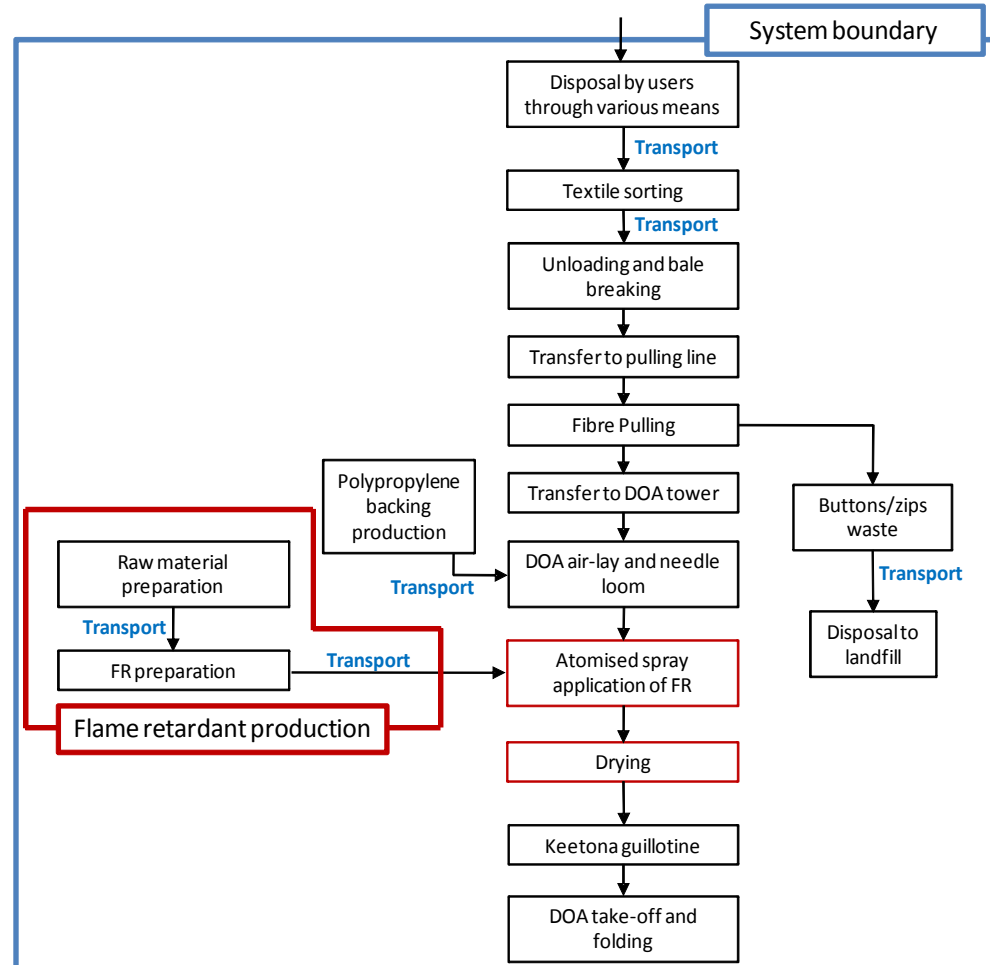 System boundary
Disposal by users
through various means
Transport
Textile sorting
Transport
Unloading and bale
breaking
Transfer to pulling line
Fibre Pulling
Polypropylene
backing
production
Transfer to DOA tower
Buttons/zips
waste
Raw material
preparation
DOA air-lay and needle
loom
Transport
Transport
Transport
Disposal to
landfill
FR preparation
Transport
Atomised spray
application of FR
Flame retardant production
Drying
Keetona guillotine
DOA take-off and
folding